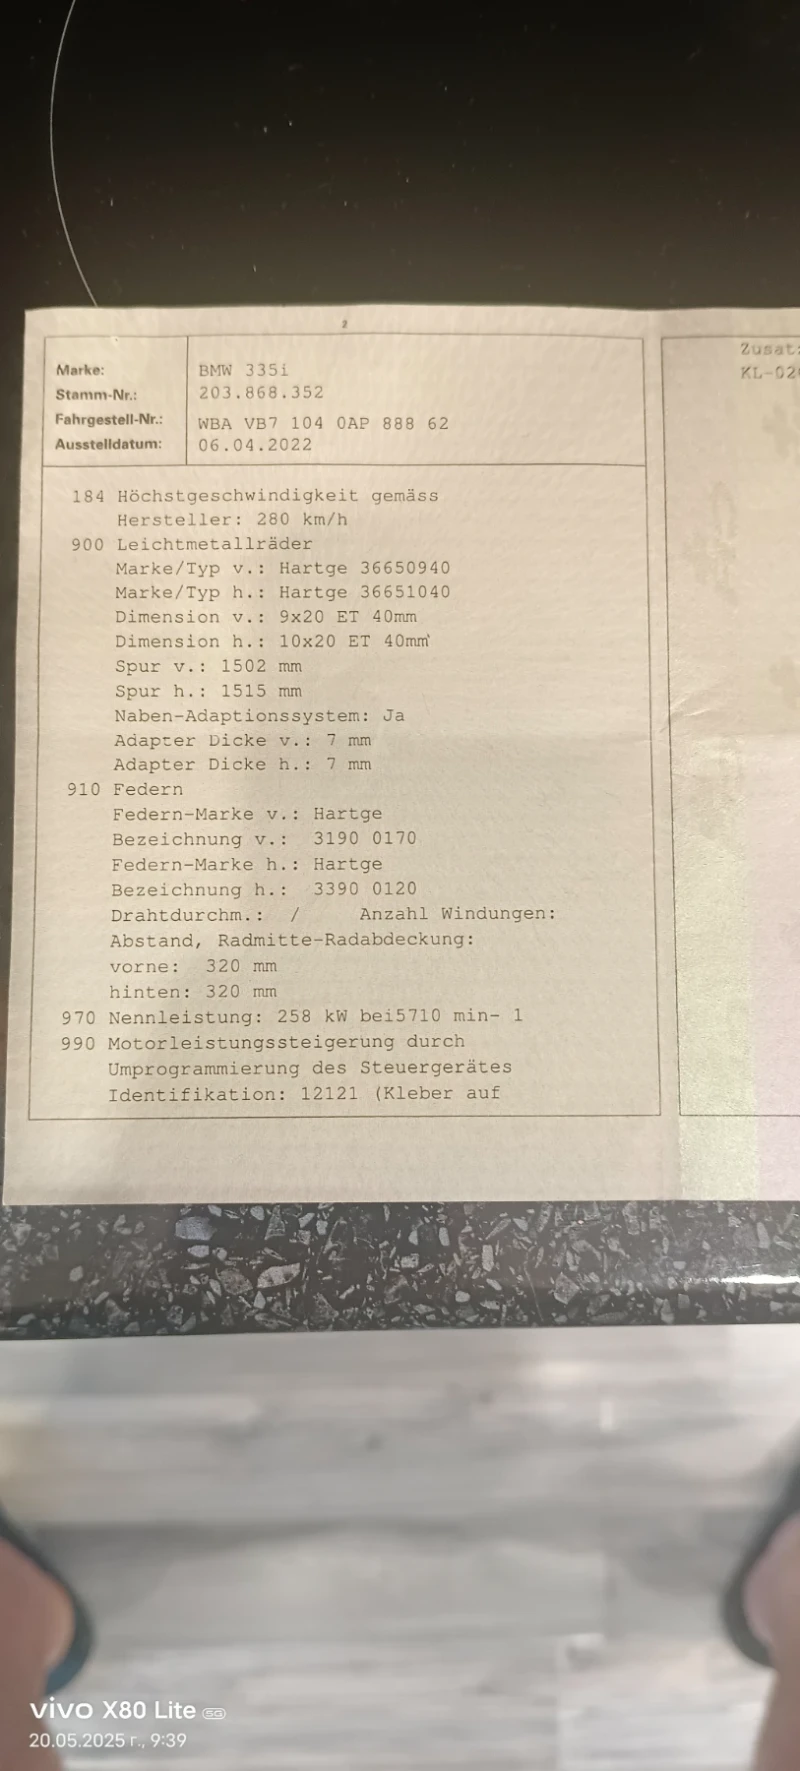 2
Marke: BMW 335i
Stamm-Nr.: 203.868.352
Fahrgestell-Nr.: WBA VB7 104 0AP 888 62
Ausstelldatum: 06.04.2022
184 Höchstgeschwindigkeit gemäss
Hersteller: 280 km/h
900 Leichtmetallräder
Marke/Typ v.: Hartge 36650940
Marke/Typ h.: Hartge 36651040
Dimension v.: 9x20 ET 40mm
Dimension h.: 10x20 ET 40mm
Spur v.: 1502 mm
Spur h.: 1515 mm
Naben-Adaptionssystem: Ja
Adapter Dicke v.: 7 mm
Adapter Dicke h.: 7 mm
910 Federn
Federn-Marke v.: Hartge
Bezeichnung v.: 3190 0170
Federn-Marke h.: Hartge
Bezeichnung h.: 3390 0120
Drahtdurchm.: / Anzahl Windungen:
Abstand, Radmitte-Radabdeckung:
vorne: 320 mm
hinten: 320 mm
970 Nennleistung: 258 kW bei5710 min- 1
990 Motorleistungssteigerung durch
Umprogrammierung des Steuergerätes
Identifikation: 12121 (Kleber auf
Zusat
KL-02
vivo X80 Lite 5G
20.05.2025 г., 9:39